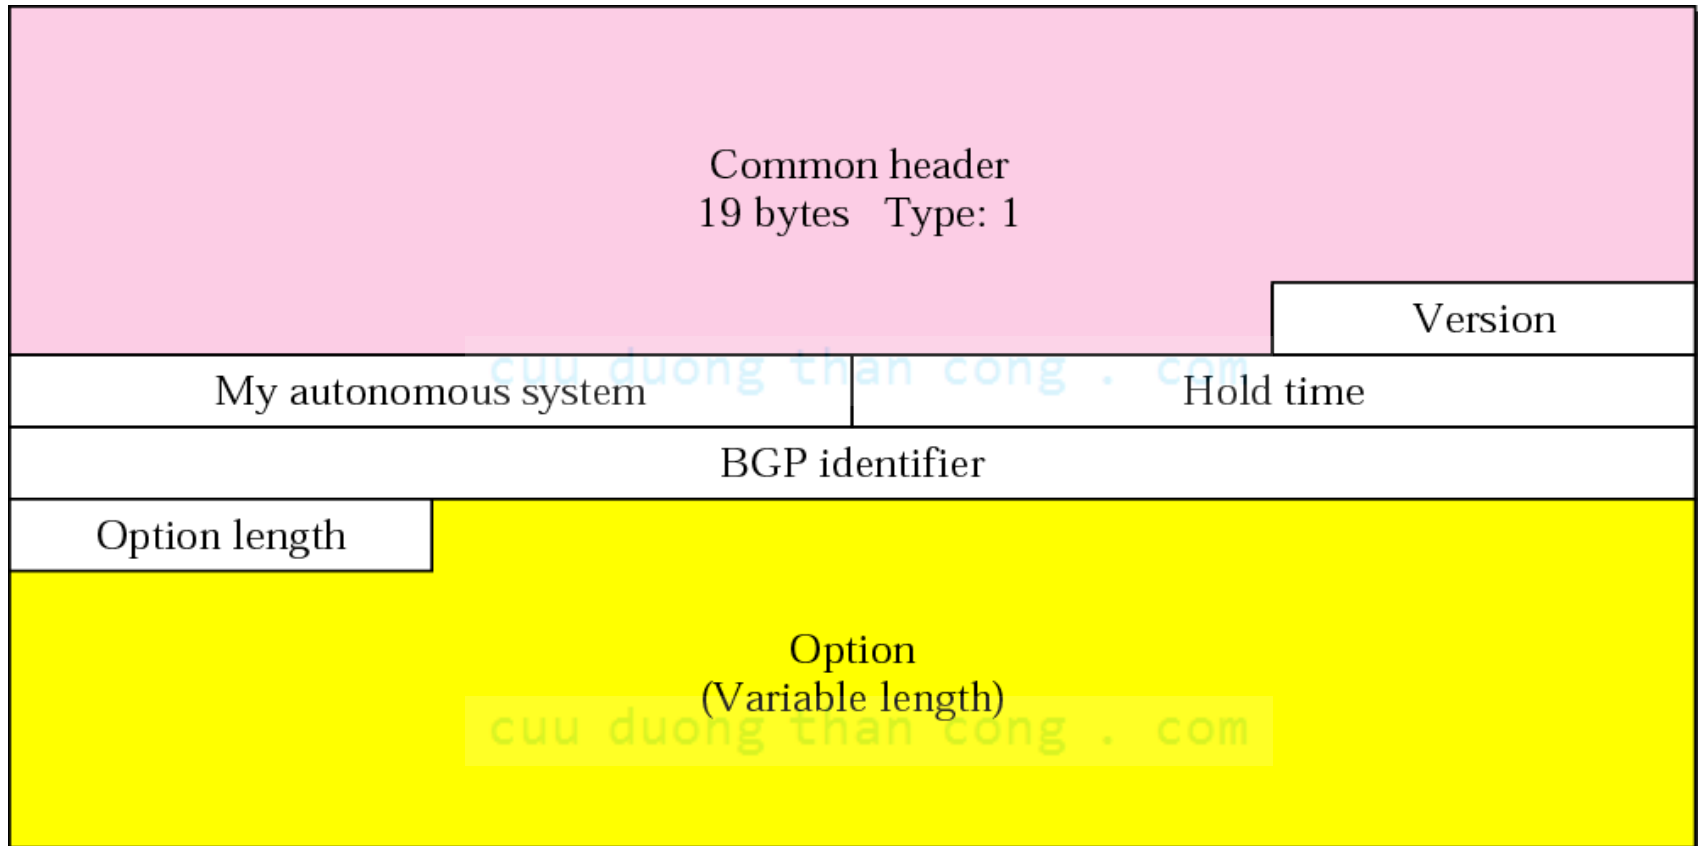 Common header
19 bytes Type: 1
Version
cuu duong than cong . com
My autonomous system
Hold time
BGP identifier
Option length
Option
(Variable length)
cuu duong than cong . com